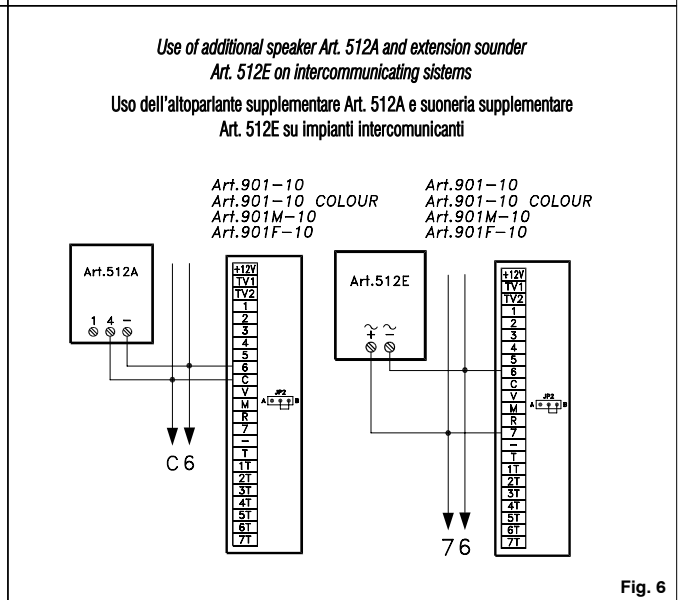 Use of additional speaker Art. 512A and extension sounder
Art. 512E on intercommunicating sistems
Uso dell'altoparlante supplementare Art. 512A e suoneria supplementare
Art. 512E su impianti intercomunicanti
Art.901-10
Art.901-10 COLOUR
Art.901M-10
Art.901F-10
Art.512A
1 4 -
+12V
TV1
TV2
1
2
3
4
5
6
C
V
M
R
7
-
T
1T
2T
3T
4T
5T
6T
7T
JP2
A B
C 6
Art.901-10
Art.901-10 COLOUR
Art.901M-10
Art.901F-10
Art.512E
~ ~
+ -
+12V
TV1
TV2
1
2
3
4
5
6
C
V
M
R
7
-
T
1T
2T
3T
4T
5T
6T
7T
JP2
A B
7 6
Fig. 6